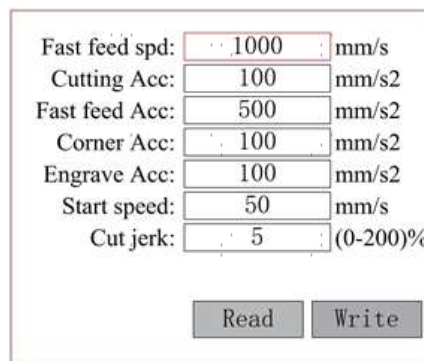 Fast feed spd: 1000 mm/s
Cutting Acc: 100 mm/s2
Fast feed Acc: 500 mm/s2
Corner Acc: 100 mm/s2
Engrave Acc: 100 mm/s2
Start speed: 50 mm/s
Cut jerk: 5 (0-200)%
Read Write